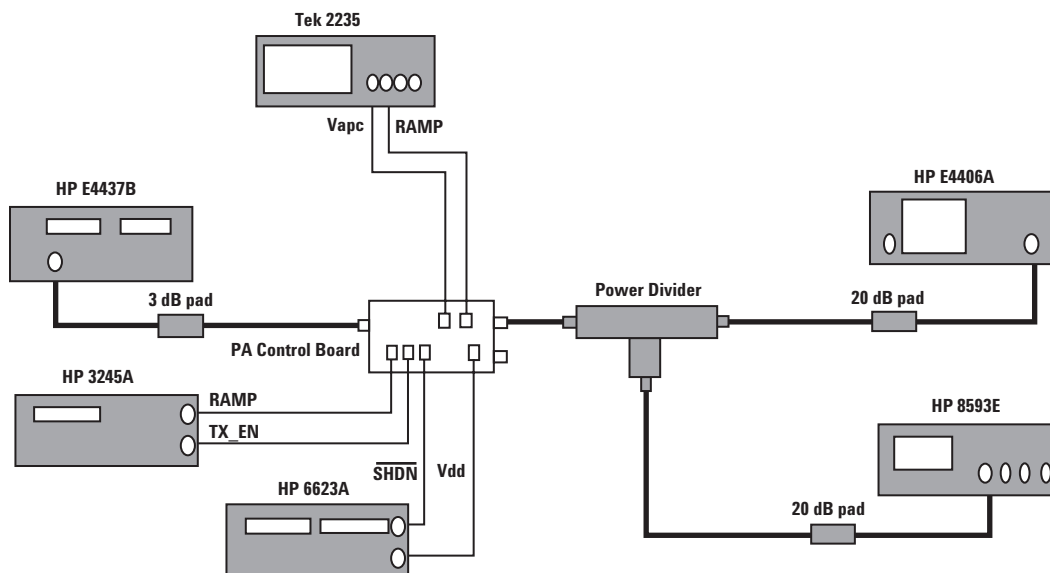 Tek 2235
Vapc
RAMP
HP E4437B
HP E4406A
3 dB pad
Power Divider
20 dB pad
PA Control Board
HP 3245A
RAMP
TX_EN
HP 8593E
S̅H̅D̅N̅
Vdd
HP 6623A
20 dB pad